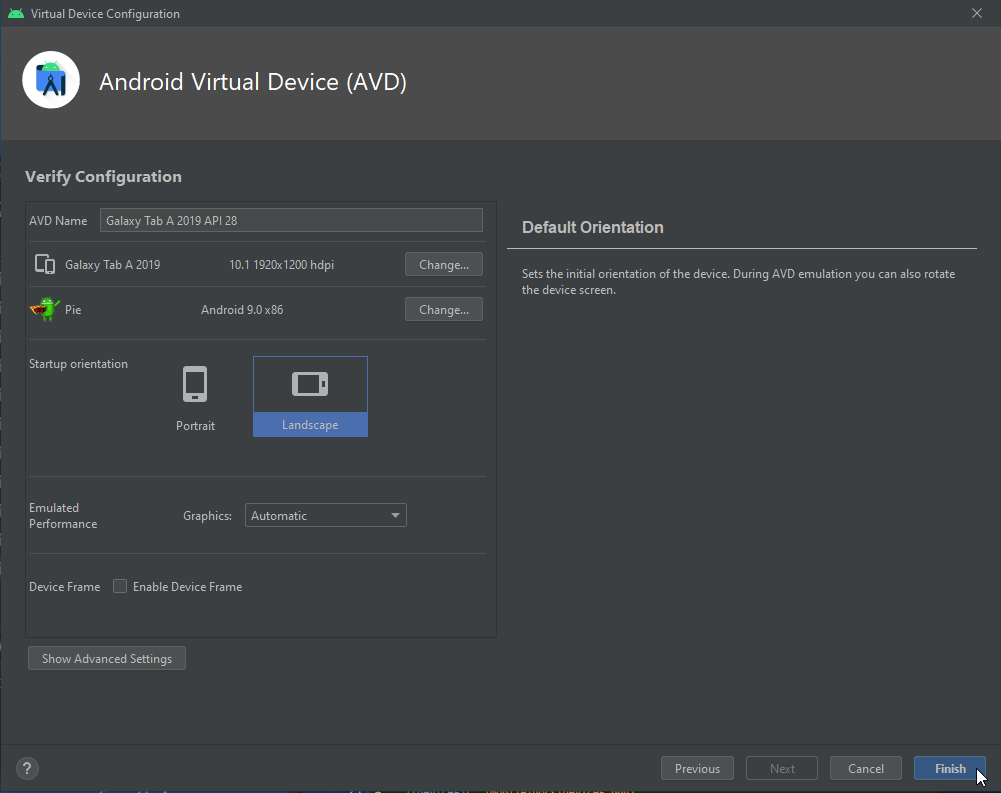 Virtual Device Configuration
Android Virtual Device (AVD)
Verify Configuration
AVD Name Galaxy Tab A 2019 API 28
Galaxy Tab A 2019 10.1 1920x1200 hdpi Change...
Pie Android 9.0 x86 Change...
Startup orientation
Portrait Landscape
Emulated
Performance
Graphics: Automatic
Device Frame Enable Device Frame
Show Advanced Settings
Default Orientation
Sets the initial orientation of the device. During AVD emulation you can also rotate
the device screen.
? Previous Next Cancel Finish